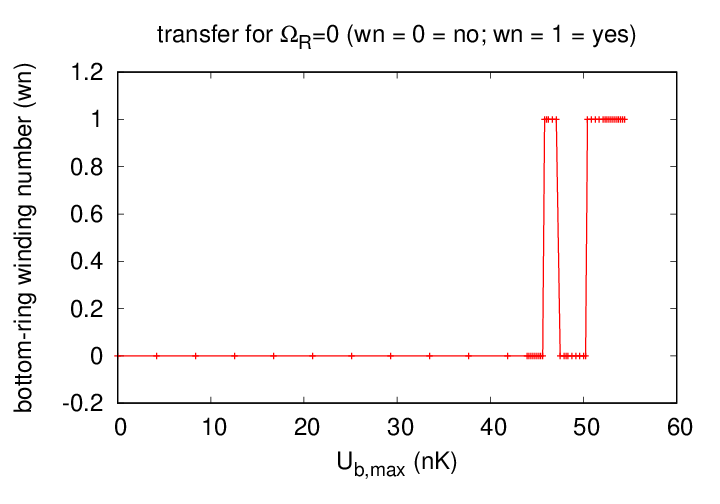 transfer for Ω_R=0 (wn = 0 = no; wn = 1 = yes)
bottom-ring winding number (wn)
1.2
1
0.8
0.6
0.4
0.2
0
-0.2
0 10 20 30 40 50 60
U_b,max (nK)